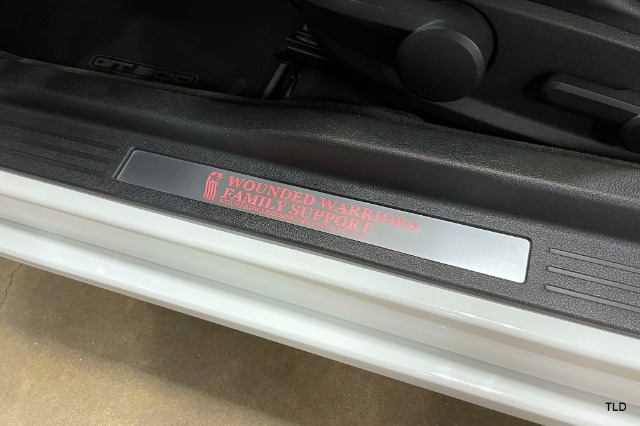 GT500
WOUNDED WARRIORS
FAMILY SUPPORT
TLD